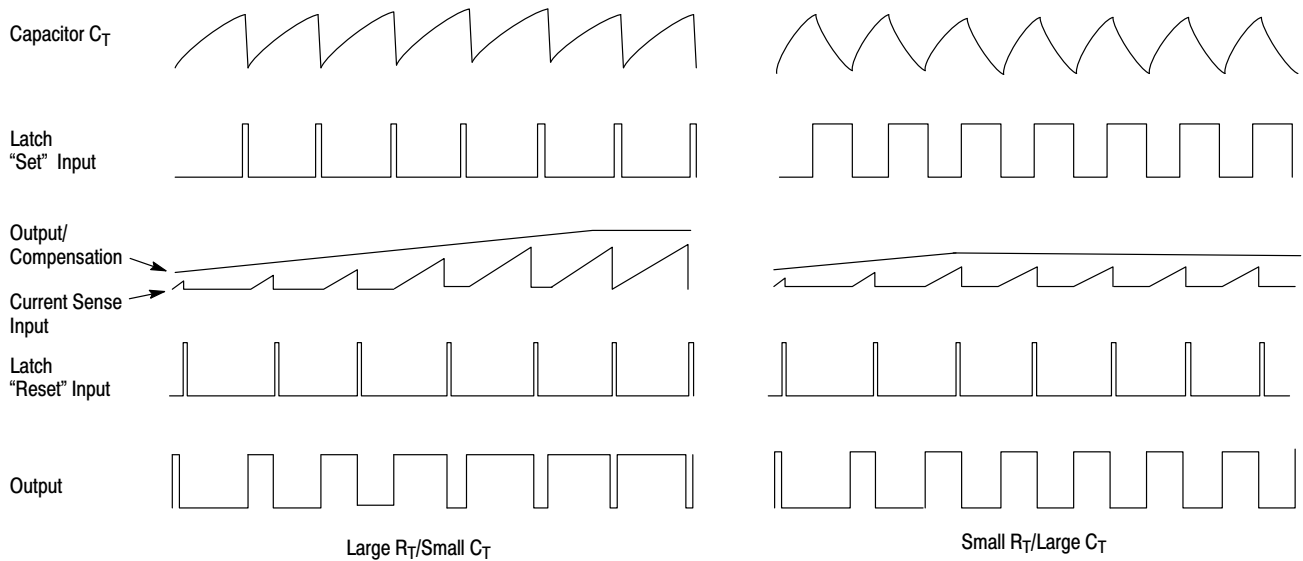 Capacitor CT
Latch
“Set” Input
Output/
Compensation
Current Sense
Input
Latch
“Reset” Input
Output
Large RT/Small CT
Small RT/Large CT